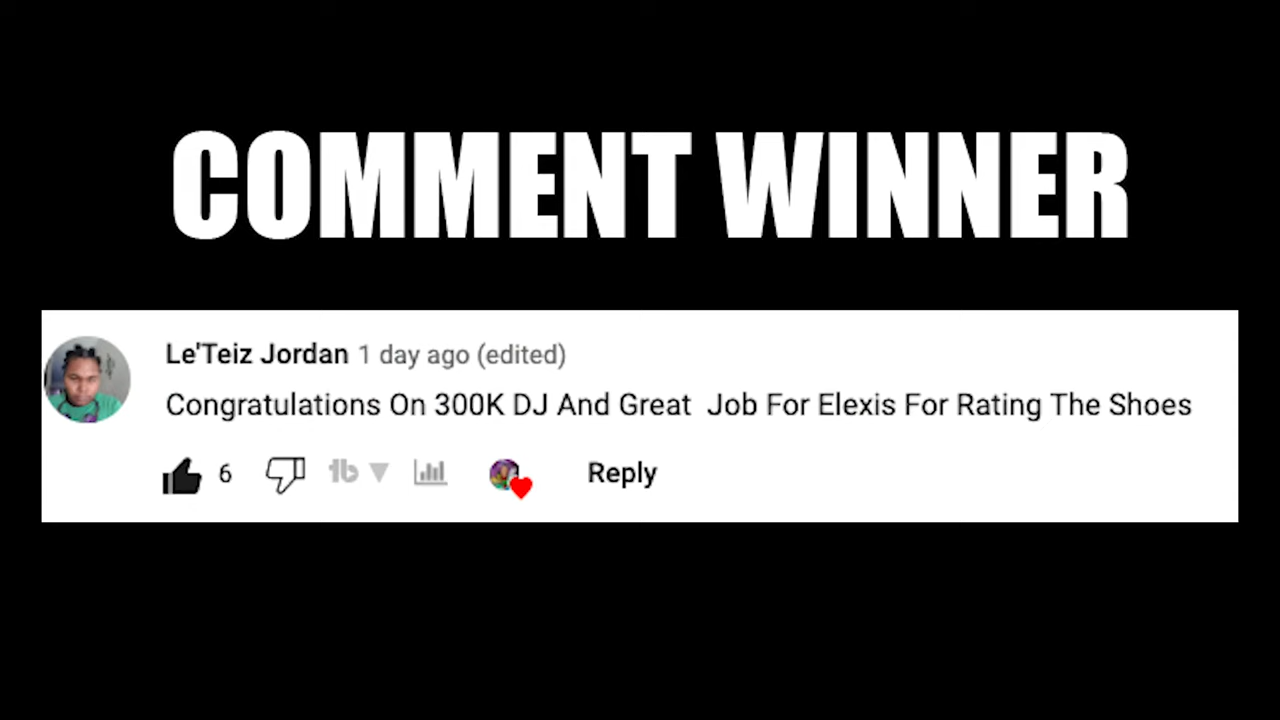 COMMENT WINNER
Le'Teiz Jordan 1 day ago (edited)
Congratulations On 300K DJ And Great  Job For Elexis For Rating The Shoes
6 tb Reply